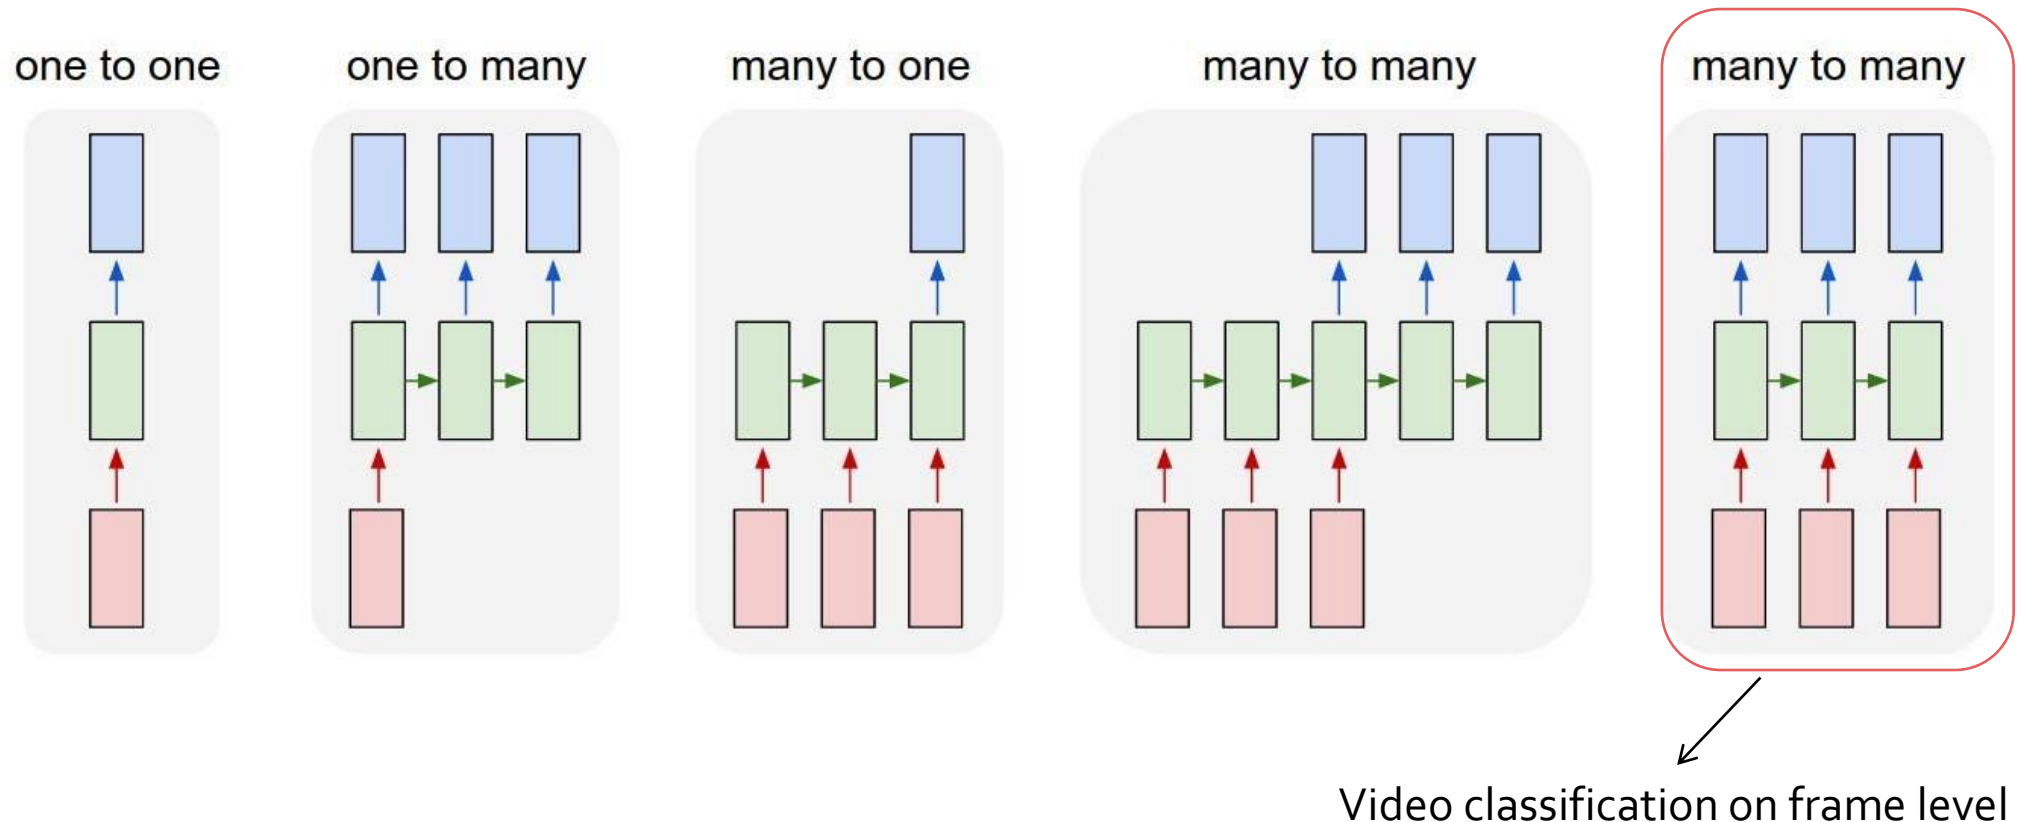 one to one
one to many
many to one
many to many
many to many
Video classification on frame level